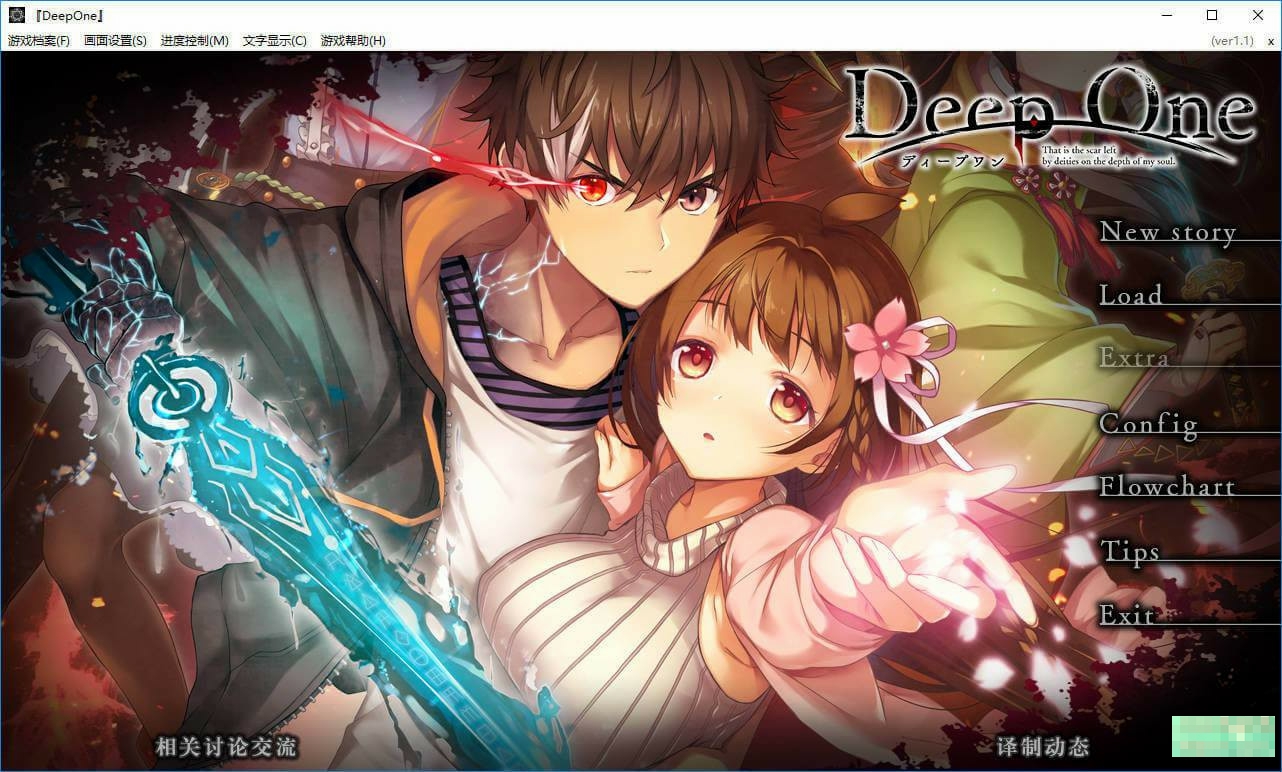 『DeepOne』
游戏档案(F) 画面设置(S) 进度控制(M) 文字显示(C) 游戏帮助(H) (ver1.1) x
Deep One
ディープワン
That is the scar left
by deities on the depth of my soul.
New story
Load
Extra
Config
Flowchart
Tips
Exit
相关讨论交流
译制动态